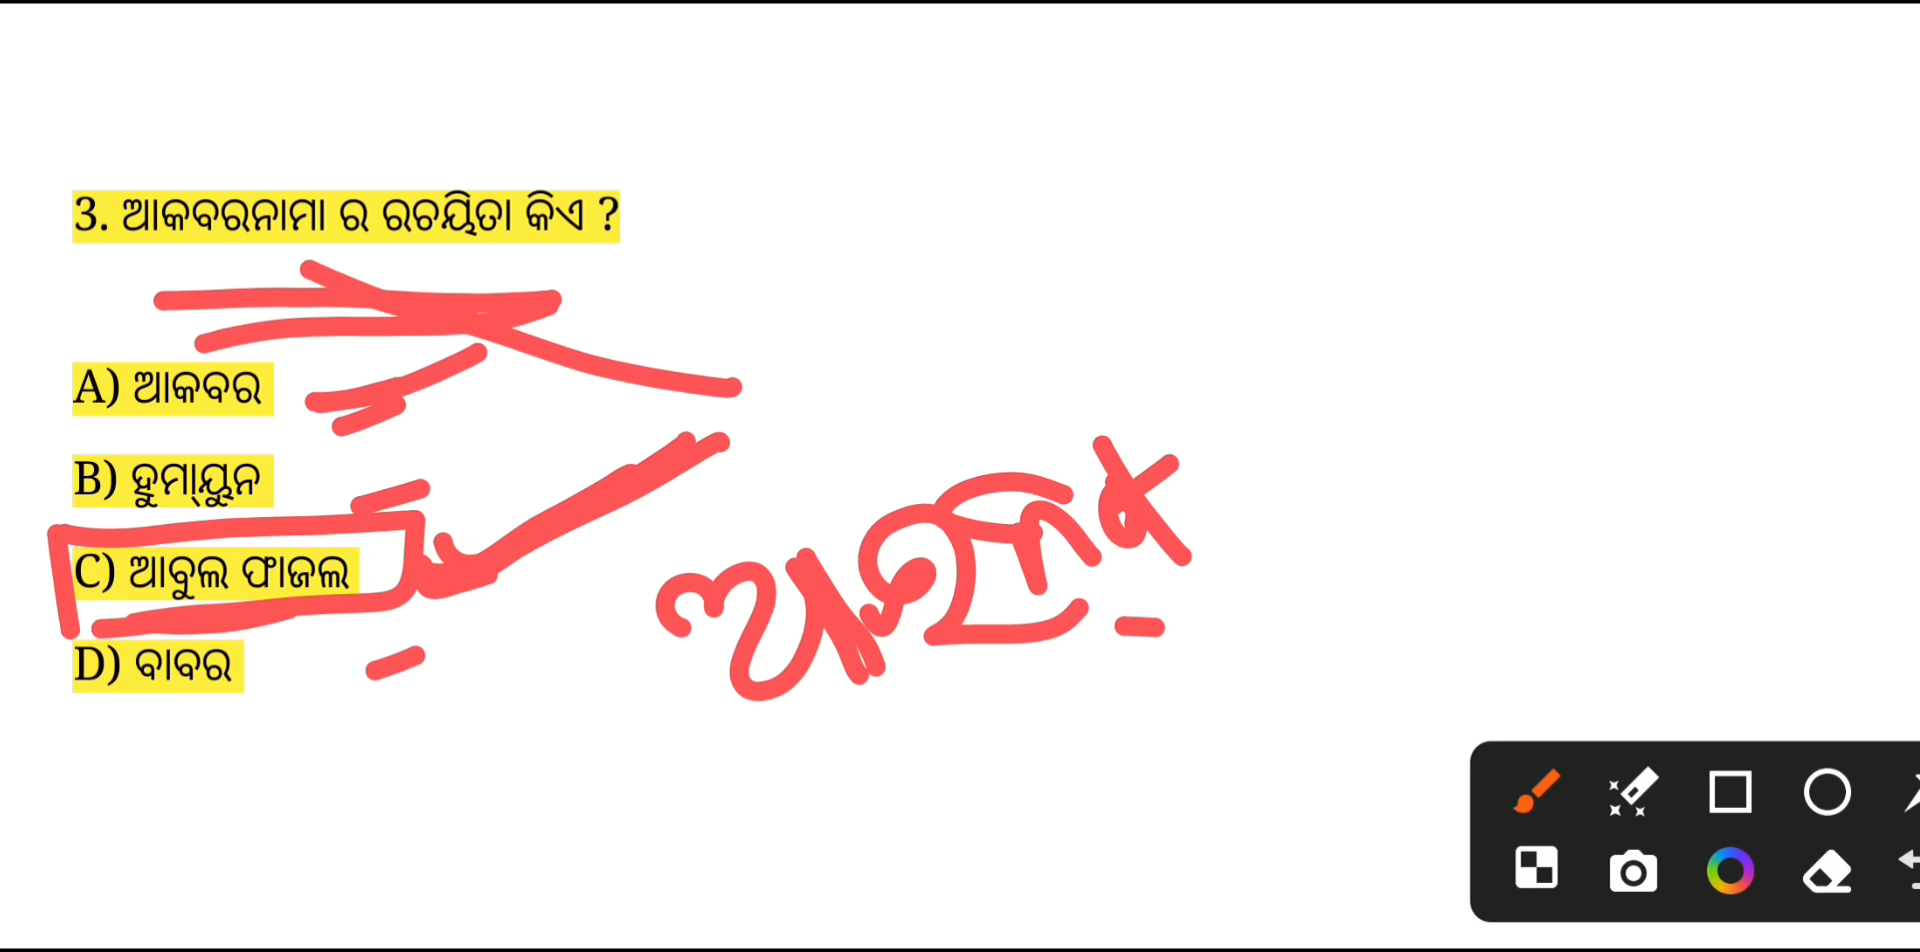 3. ଆକବରନାମା ର ରଚୟିତା କିଏ ?
A) ଆକବର
B) ହୁମା୍ୟୁନ
C) ଆବୁଲ ଫାଜଲ
D) ବାବର